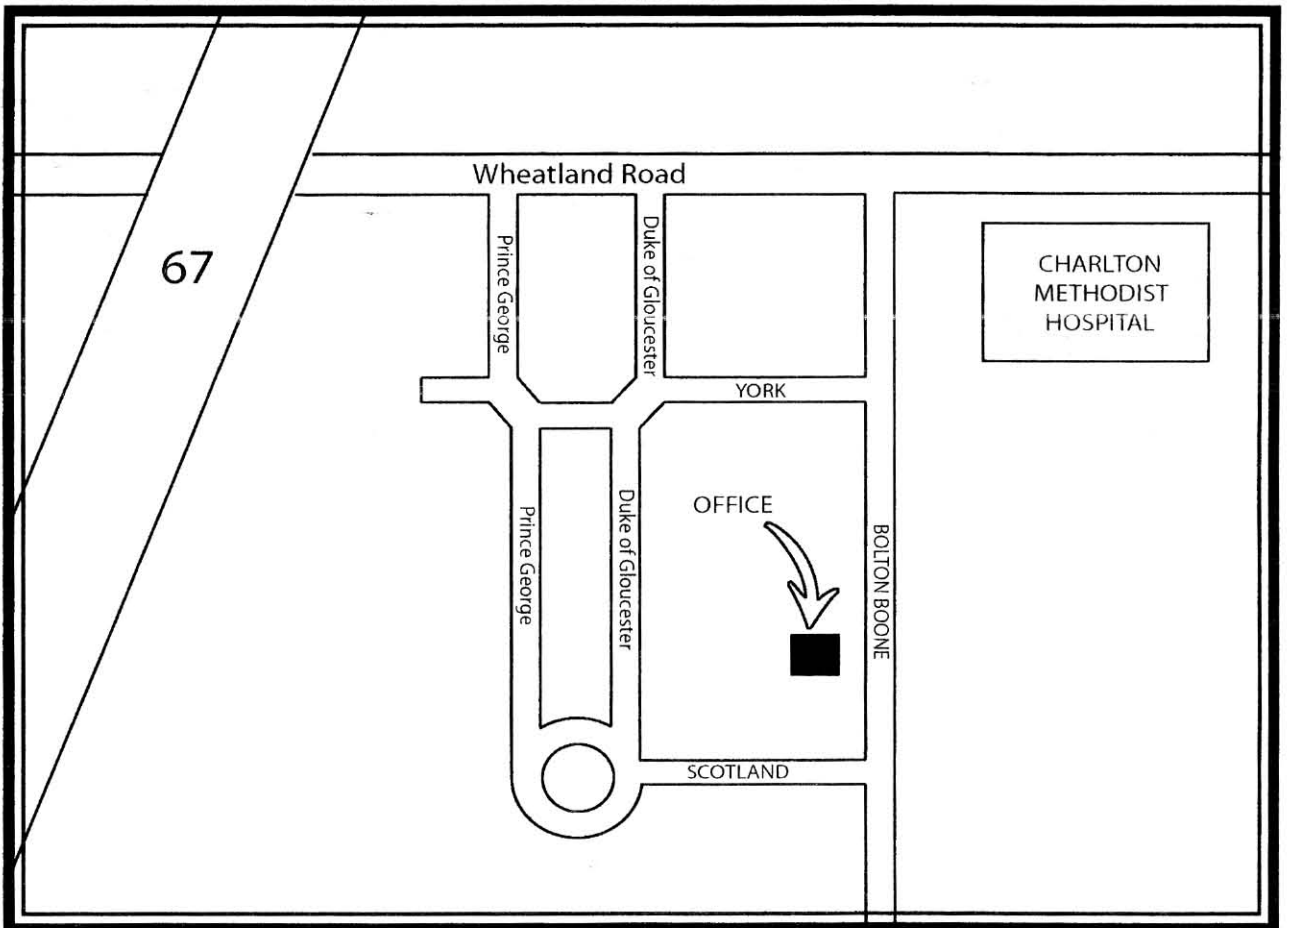 Wheatland Road
67
Prince George
Duke of Gloucester
CHARLTON
METHODIST
HOSPITAL
YORK
OFFICE
Prince George
Duke of Gloucester
BOLTON BOONE
SCOTLAND